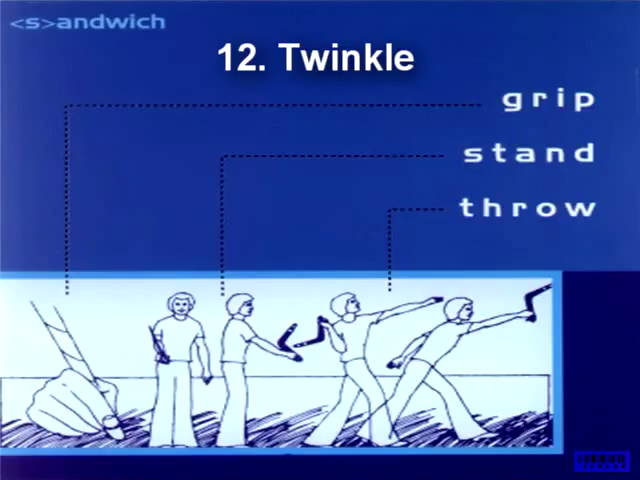 <s>andwich
12. Twinkle
grip
stand
throw